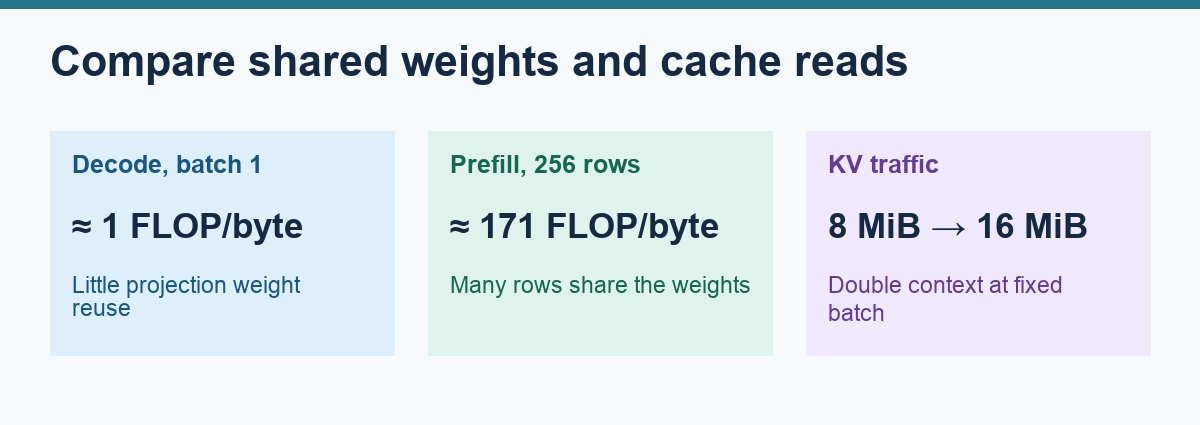 Compare shared weights and cache reads
Decode, batch 1
≈ 1 FLOP/byte
Little projection weight
reuse
Prefill, 256 rows
≈ 171 FLOP/byte
Many rows share the weights
KV traffic
8 MiB → 16 MiB
Double context at fixed
batch